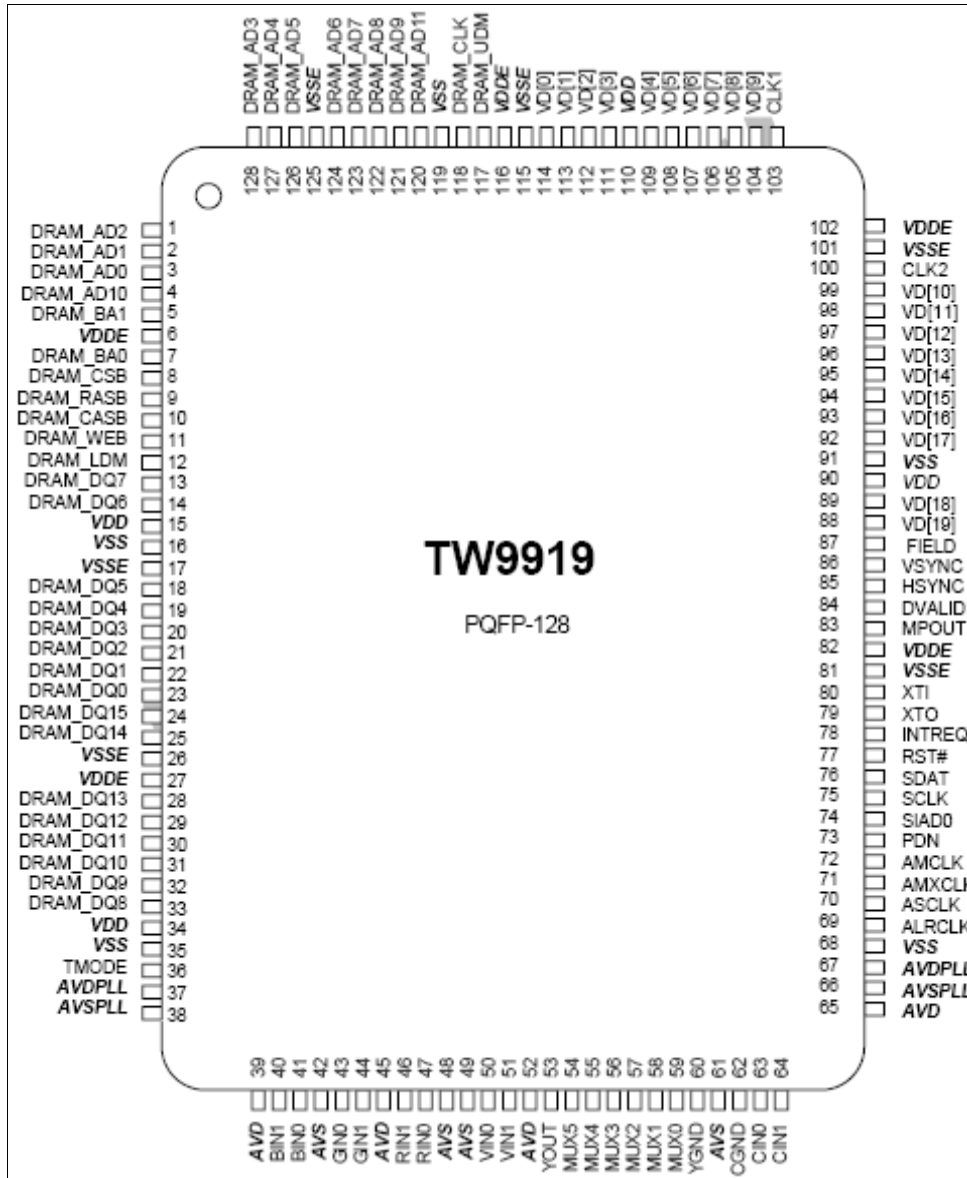 DRAM_AD3
DRAM_AD4
DRAM_AD5
VSSE
DRAM_AD6
DRAM_AD7
DRAM_AD8
DRAM_AD9
DRAM_AD11
VSS
DRAM_CLK
DRAM_UDM
VDDE
VSSE
VD[0]
VD[1]
VD[2]
VD[3]
VDD
VD[4]
VD[5]
VD[6]
VD[7]
VD[8]
VD[9]
CLK1
128
127
126
125
124
123
122
121
120
119
118
117
116
115
114
113
112
111
110
109
108
107
106
105
104
103
DRAM_AD2 1
DRAM_AD1 2
DRAM_AD0 3
DRAM_AD10 4
DRAM_BA1 5
VDDE 6
DRAM_BA0 7
DRAM_CSB 8
DRAM_RASB 9
DRAM_CASB 10
DRAM_WEB 11
DRAM_LDM 12
DRAM_DQ7 13
DRAM_DQ6 14
VDD 15
VSS 16
VSSE 17
DRAM_DQ5 18
DRAM_DQ4 19
DRAM_DQ3 20
DRAM_DQ2 21
DRAM_DQ1 22
DRAM_DQ0 23
DRAM_DQ15 24
DRAM_DQ14 25
VSSE 26
VDDE 27
DRAM_DQ13 28
DRAM_DQ12 29
DRAM_DQ11 30
DRAM_DQ10 31
DRAM_DQ9 32
DRAM_DQ8 33
VDD 34
VSS 35
TMODE 36
AVDPLL 37
AVSPLL 38
TW9919
PQFP-128
102 VDDE
101 VSSE
100 CLK2
99 VD[10]
98 VD[11]
97 VD[12]
96 VD[13]
95 VD[14]
94 VD[15]
93 VD[16]
92 VD[17]
91 VSS
90 VDD
89 VD[18]
88 VD[19]
87 FIELD
86 VSYNC
85 HSYNC
84 DVALID
83 MPOUT
82 VDDE
81 VSSE
80 XTI
79 XTO
78 INTREQ
77 RST#
76 SDAT
75 SCLK
74 SIAD0
73 PDN
72 AMCLK
71 AMXCLK
70 ASCLK
69 ALRCLK
68 VSS
67 AVDPLL
66 AVSPLL
65 AVD
39
40
41
42
43
44
45
46
47
48
49
50
51
52
53
54
55
56
57
58
59
60
61
62
63
64
AVD
BIN1
BIN0
AVS
GIN0
GIN1
AVD
RIN1
RIN0
AVS
AVS
VIN0
VIN1
AVD
YOUT
MUX5
MUX4
MUX3
MUX2
MUX1
MUX0
YGND
AVS
CGND
CIN0
CIN1